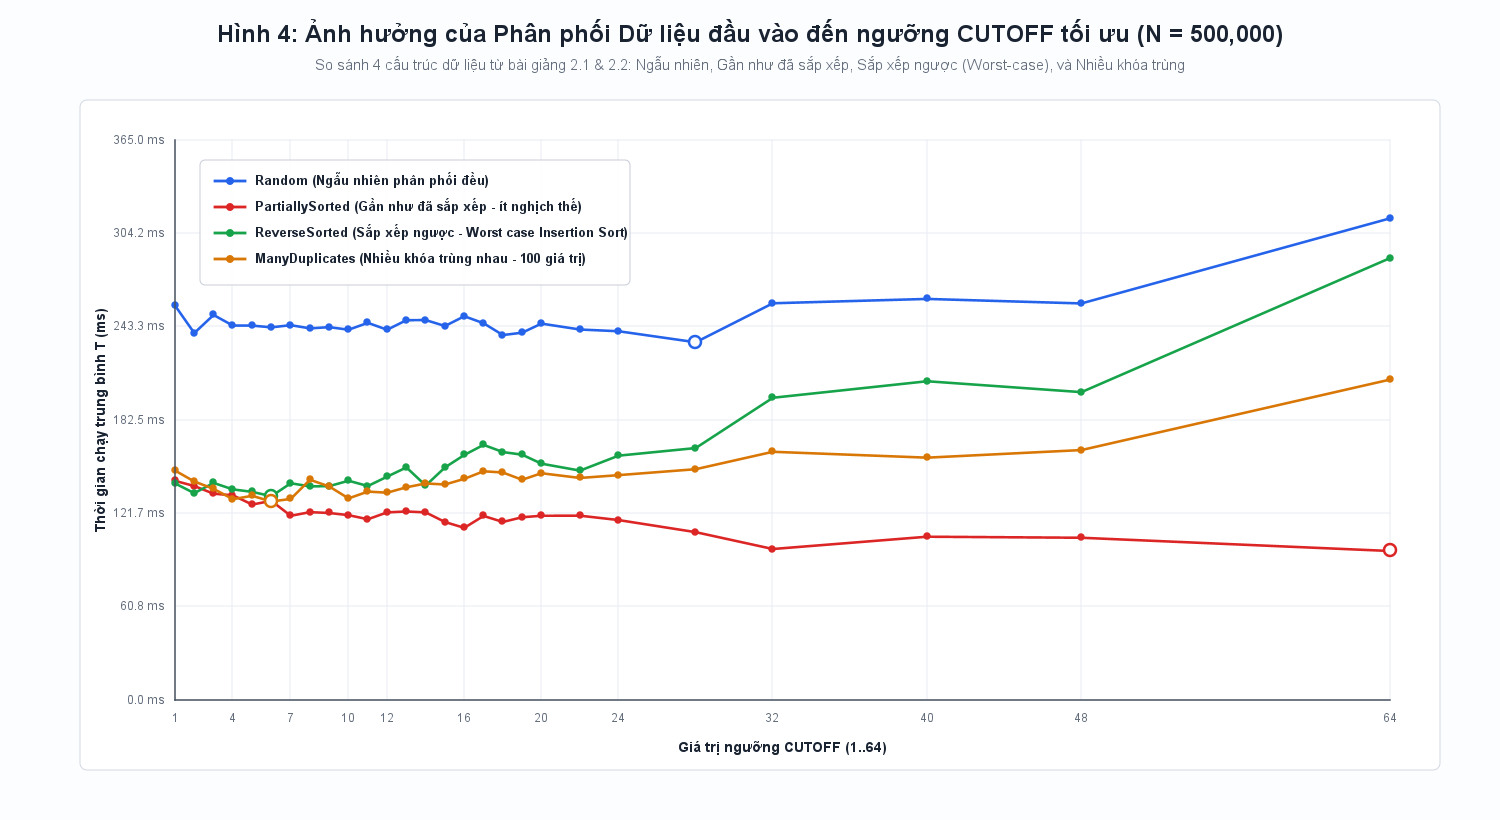 Hình 4: Ảnh hưởng của Phân phối Dữ liệu đầu vào đến ngưỡng CUTOFF tối ưu (N = 500,000)
So sánh 4 cấu trúc dữ liệu từ bài giảng 2.1 & 2.2: Ngẫu nhiên, Gần như đã sắp xếp, Sắp xếp ngược (Worst-case), và Nhiều khóa trùng
365.0 ms
Random (Ngẫu nhiên phân phối đều)
PartiallySorted (Gần như đã sắp xếp - ít nghịch thế)
304.2 ms
ReverseSorted (Sắp xếp ngược - Worst case Insertion Sort)
ManyDuplicates (Nhiều khóa trùng nhau - 100 giá trị)
243.3 ms
182.5 ms
121.7 ms
60.8 ms
0.0 ms
Thời gian chạy trung bình T (ms)
1 4 7 10 12 16 20 24 32 40 48 64
Giá trị ngưỡng CUTOFF (1..64)